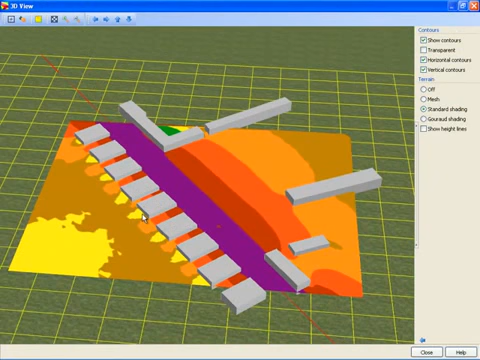 3D View
Contours
Show contours
Transparent
Horizontal contours
Vertical contours
Terrain
Off
Mesh
Standard shading
Gouraud shading
Show height lines
Close
Help